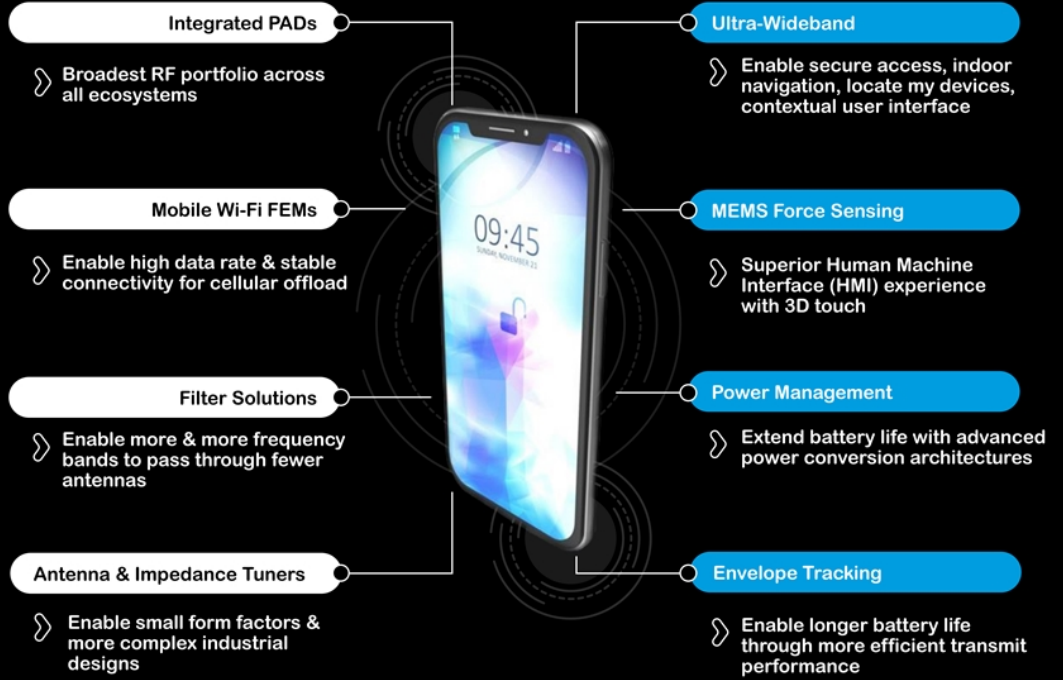 Integrated PADs
Broadest RF portfolio across
all ecosystems
Mobile Wi-Fi FEMs
Enable high data rate & stable
connectivity for cellular offload
Filter Solutions
Enable more & more frequency
bands to pass through fewer
antennas
Antenna & Impedance Tuners
Enable small form factors &
more complex industrial
designs
09:45
SUNDAY, NOVEMBER 21
Ultra-Wideband
Enable secure access, indoor
navigation, locate my devices,
contextual user interface
MEMS Force Sensing
Superior Human Machine
Interface (HMI) experience
with 3D touch
Power Management
Extend battery life with advanced
power conversion architectures
Envelope Tracking
Enable longer battery life
through more efficient transmit
performance